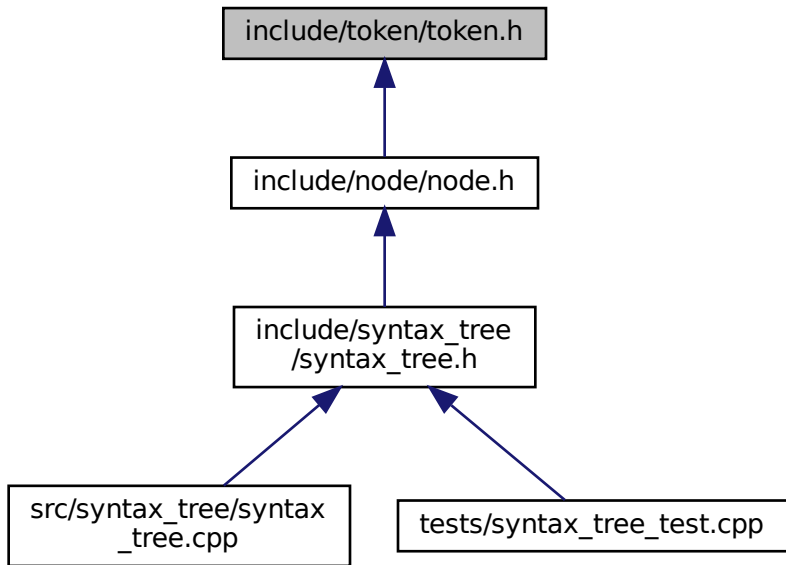 include/token/token.h
include/node/node.h
include/syntax_tree
/syntax_tree.h
src/syntax_tree/syntax
_tree.cpp
tests/syntax_tree_test.cpp